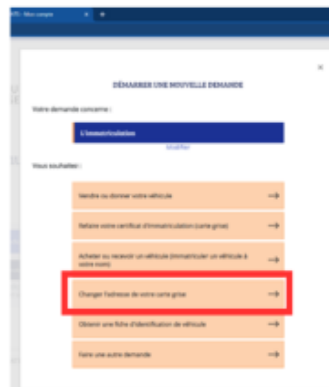 Mon compte
DÉMARRER UNE NOUVELLE DEMANDE
Votre demande concerne :
L'immatriculation
Modifier
Vous souhaitez :
Vendre ou donner votre véhicule
Refaire votre certificat d'immatriculation (carte grise)
Acheter ou recevoir un véhicule (immatriculer un véhicule à
votre nom)
Changer l'adresse de votre carte grise
Obtenir une fiche d'identification de véhicule
Faire une autre demande